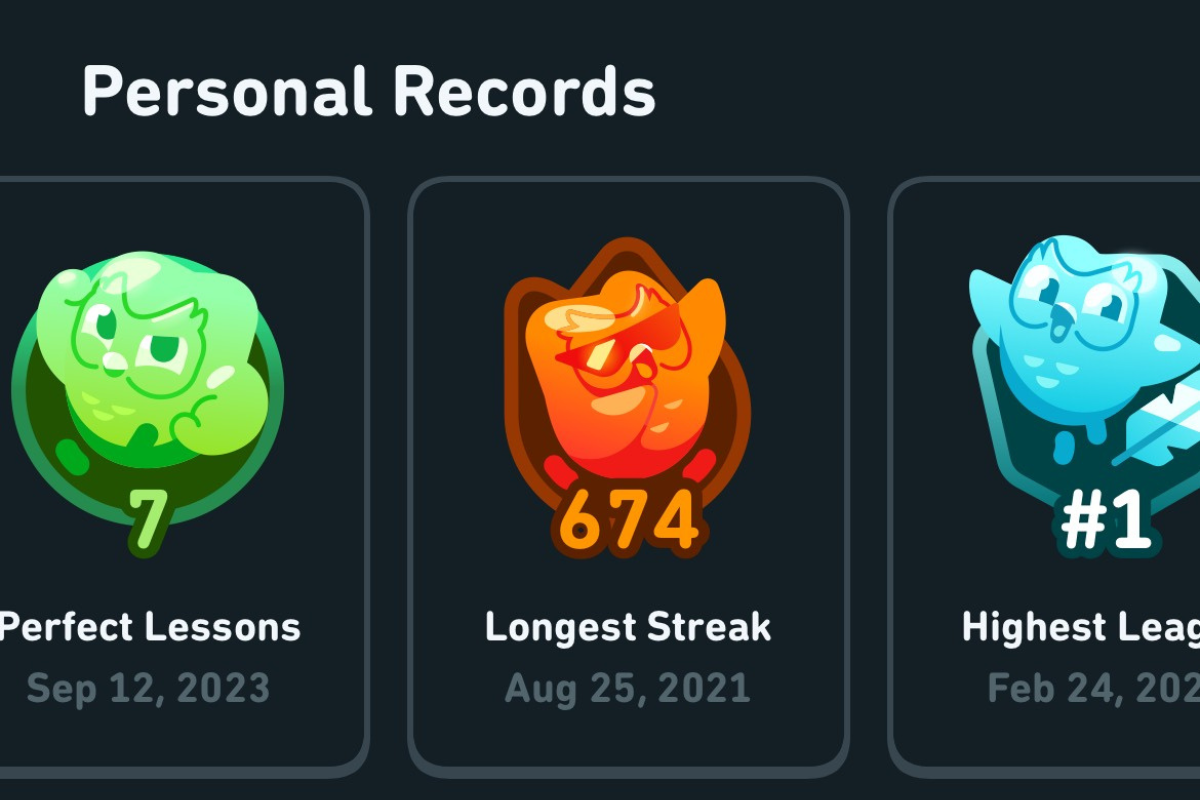 Personal Records
7
674
#1
Perfect Lessons
Longest Streak
Highest
Sep 12, 2023
Aug 25, 2021
Feb 24,